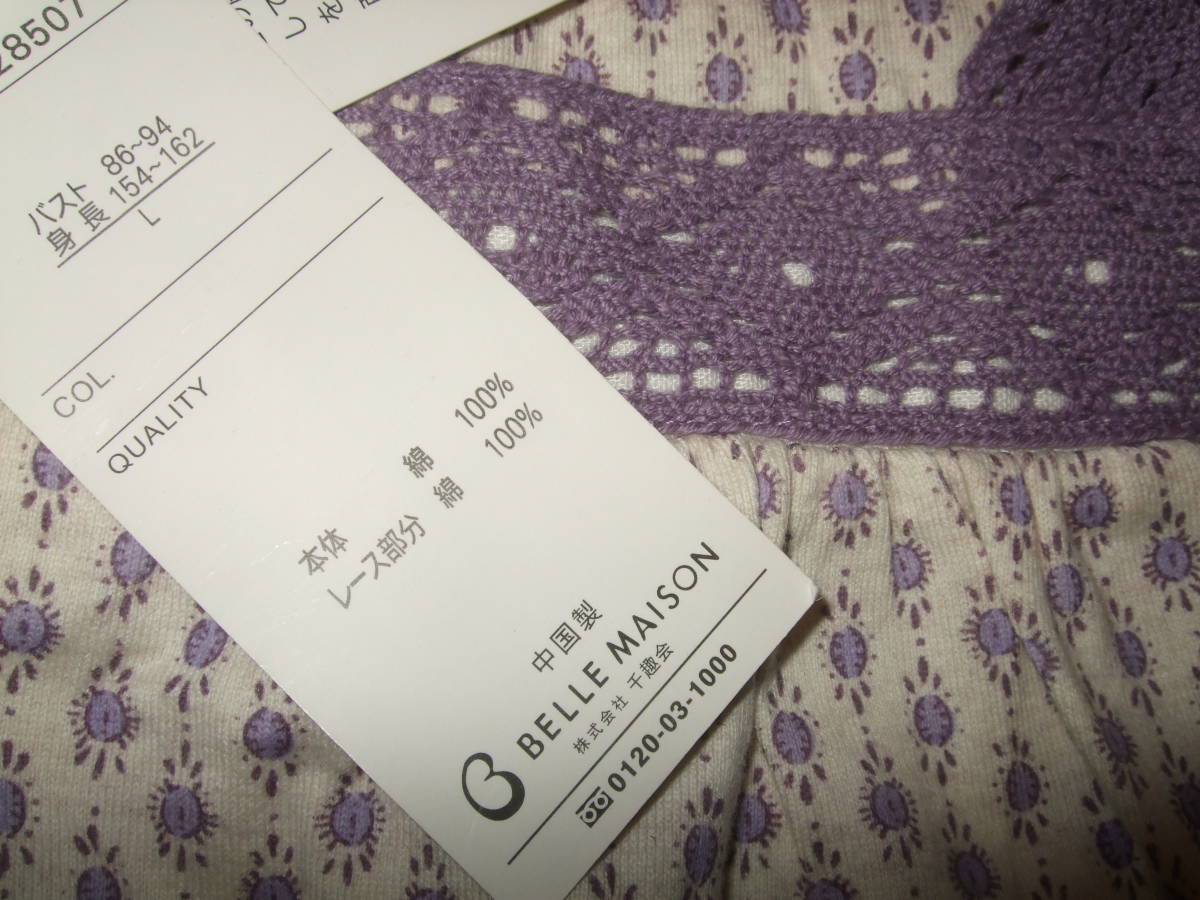 28507
バスト 86~94
身長 154~162
L
COL.
QUALITY
本体 綿 100%
レース部分 綿 100%
中国製
BELLE MAISON
株式会社 千趣会
0120-03-1000